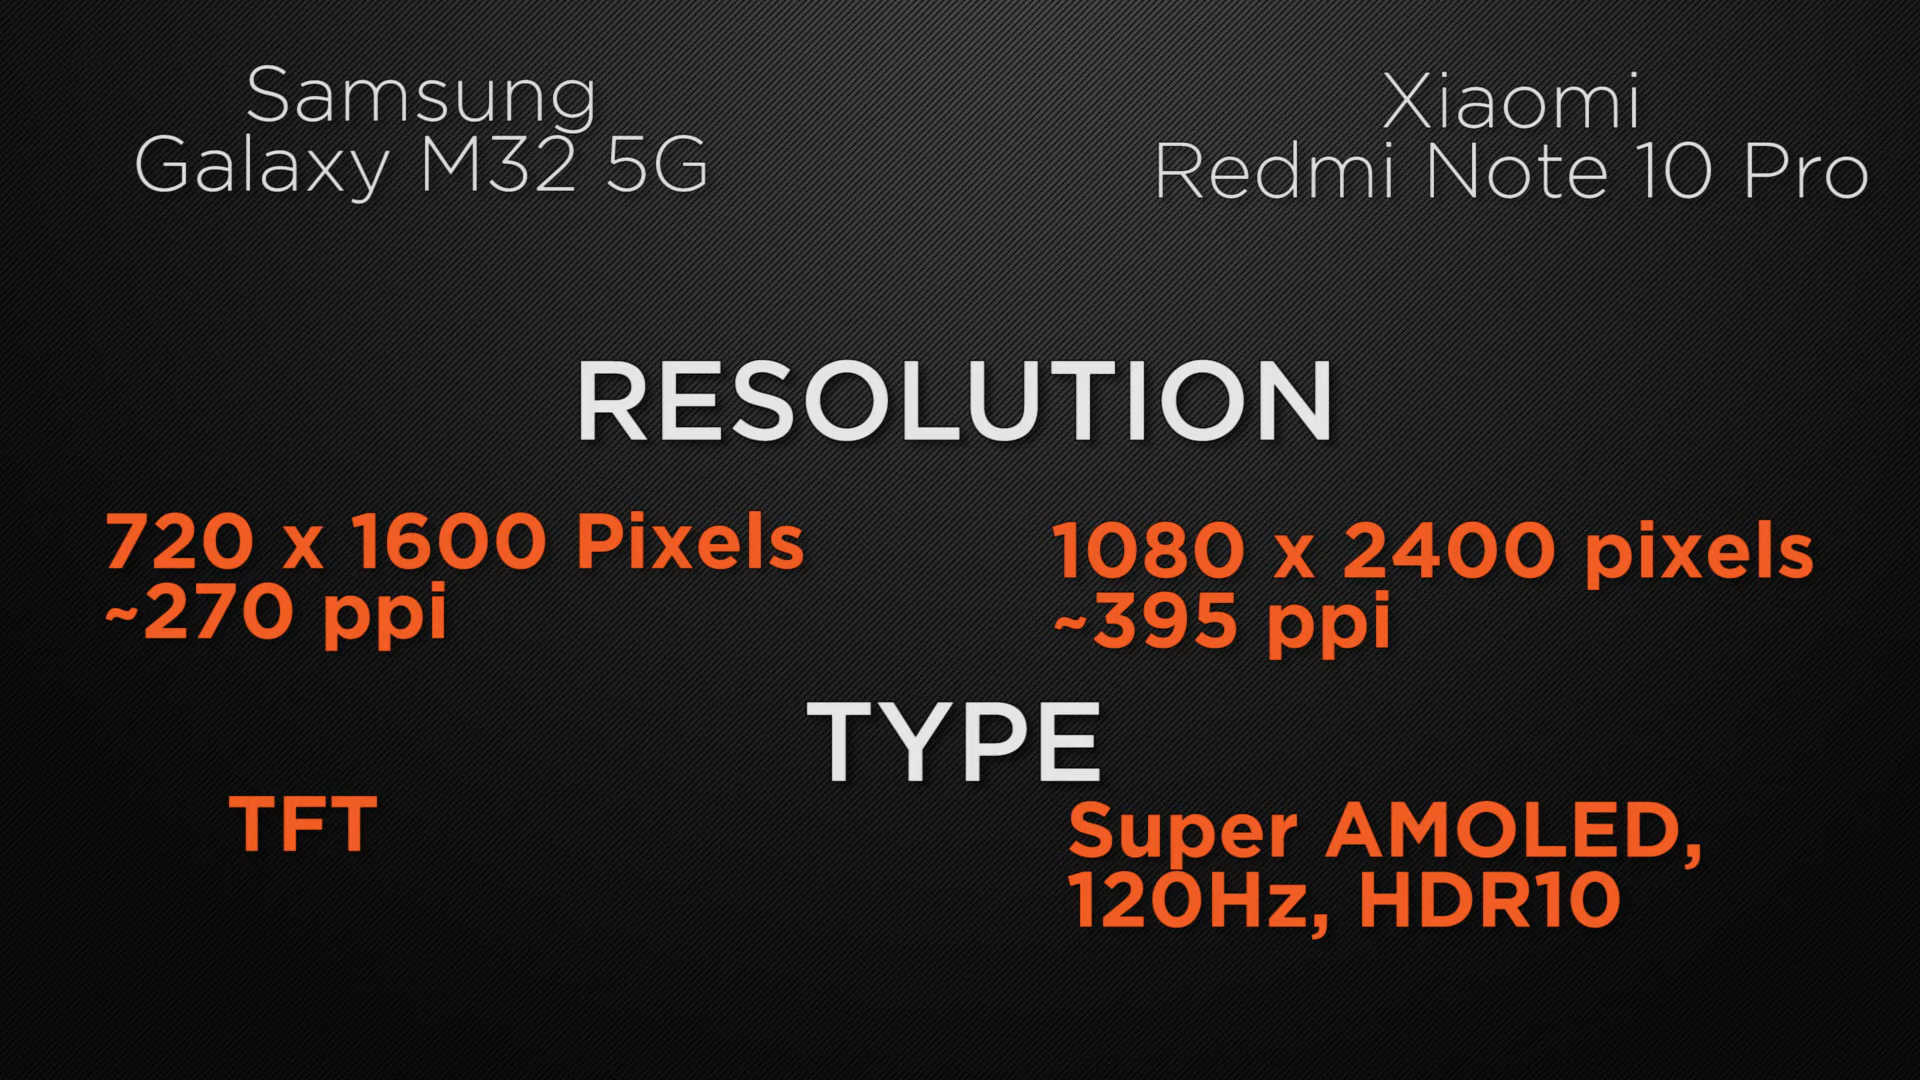 Samsung
Galaxy M32 5G
Xiaomi
Redmi Note 10 Pro
RESOLUTION
720 x 1600 Pixels
~270 ppi
1080 x 2400 pixels
~395 ppi
TYPE
TFT
Super AMOLED,
120Hz, HDR10